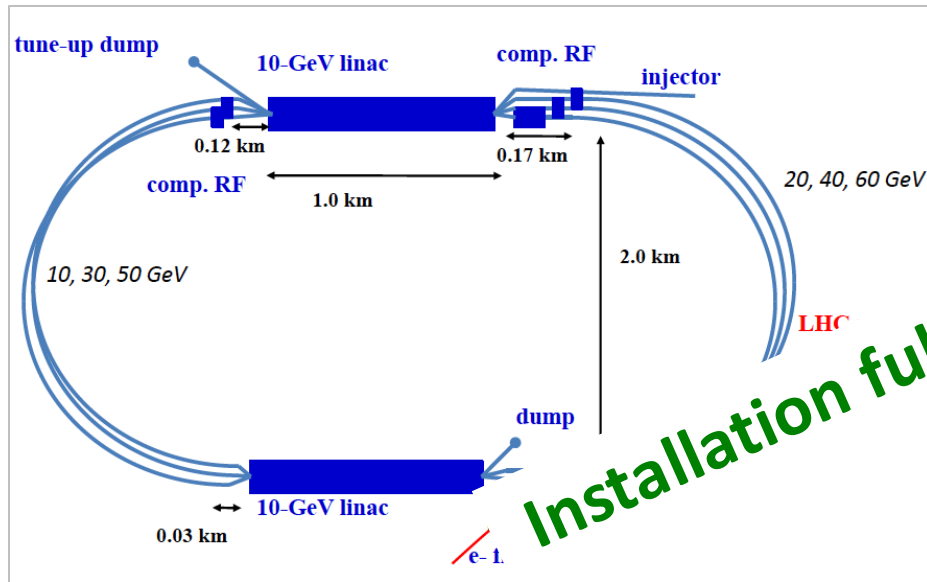 tune-up dump
10-GeV linac
comp. RF
injector
0.12 km
0.17 km
comp. RF
1.0 km
20, 40, 60 GeV
2.0 km
10, 30, 50 GeV
LHC
Installation
dump
10-GeV linac
0.03 km
e-